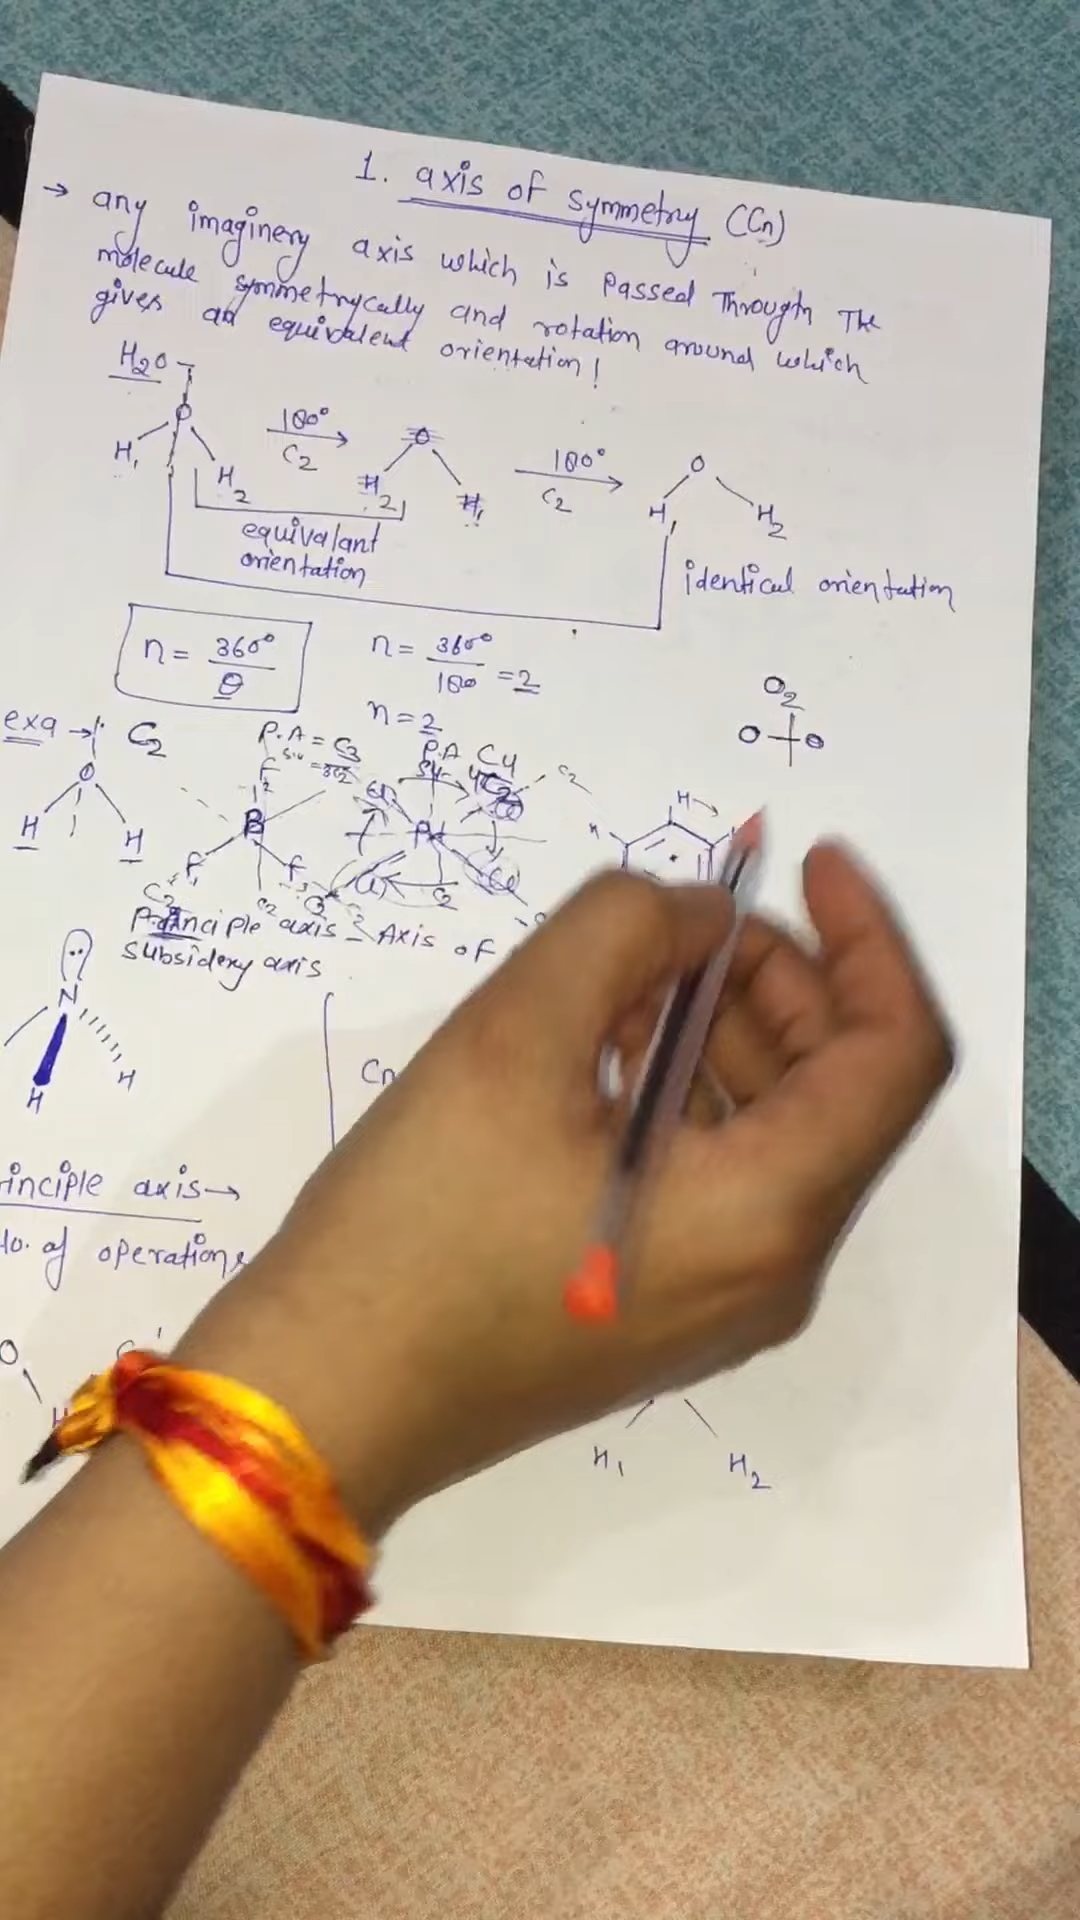 1. axis of symmetry (Cn)
→ any imaginery axis which is passed through The
molecule symmetrycally and rotation around which
gives an equivalent orientation!
H2O
O
H1 H2
180°
C2
O
H2 H1
180°
C2
O
H1 H2
equivalant
orientation
identical orientation
n = 360°/θ
n = 360°/180 = 2
n = 2
O2
O O
exa → C2
O
H H
P.A = C3
F
B
F F
P.A C4
C2
H
H
Principle axis - Axis of
subsidery axis
N
H
H
Cn
inciple axis →
No. of operations
O
H
H1 H2